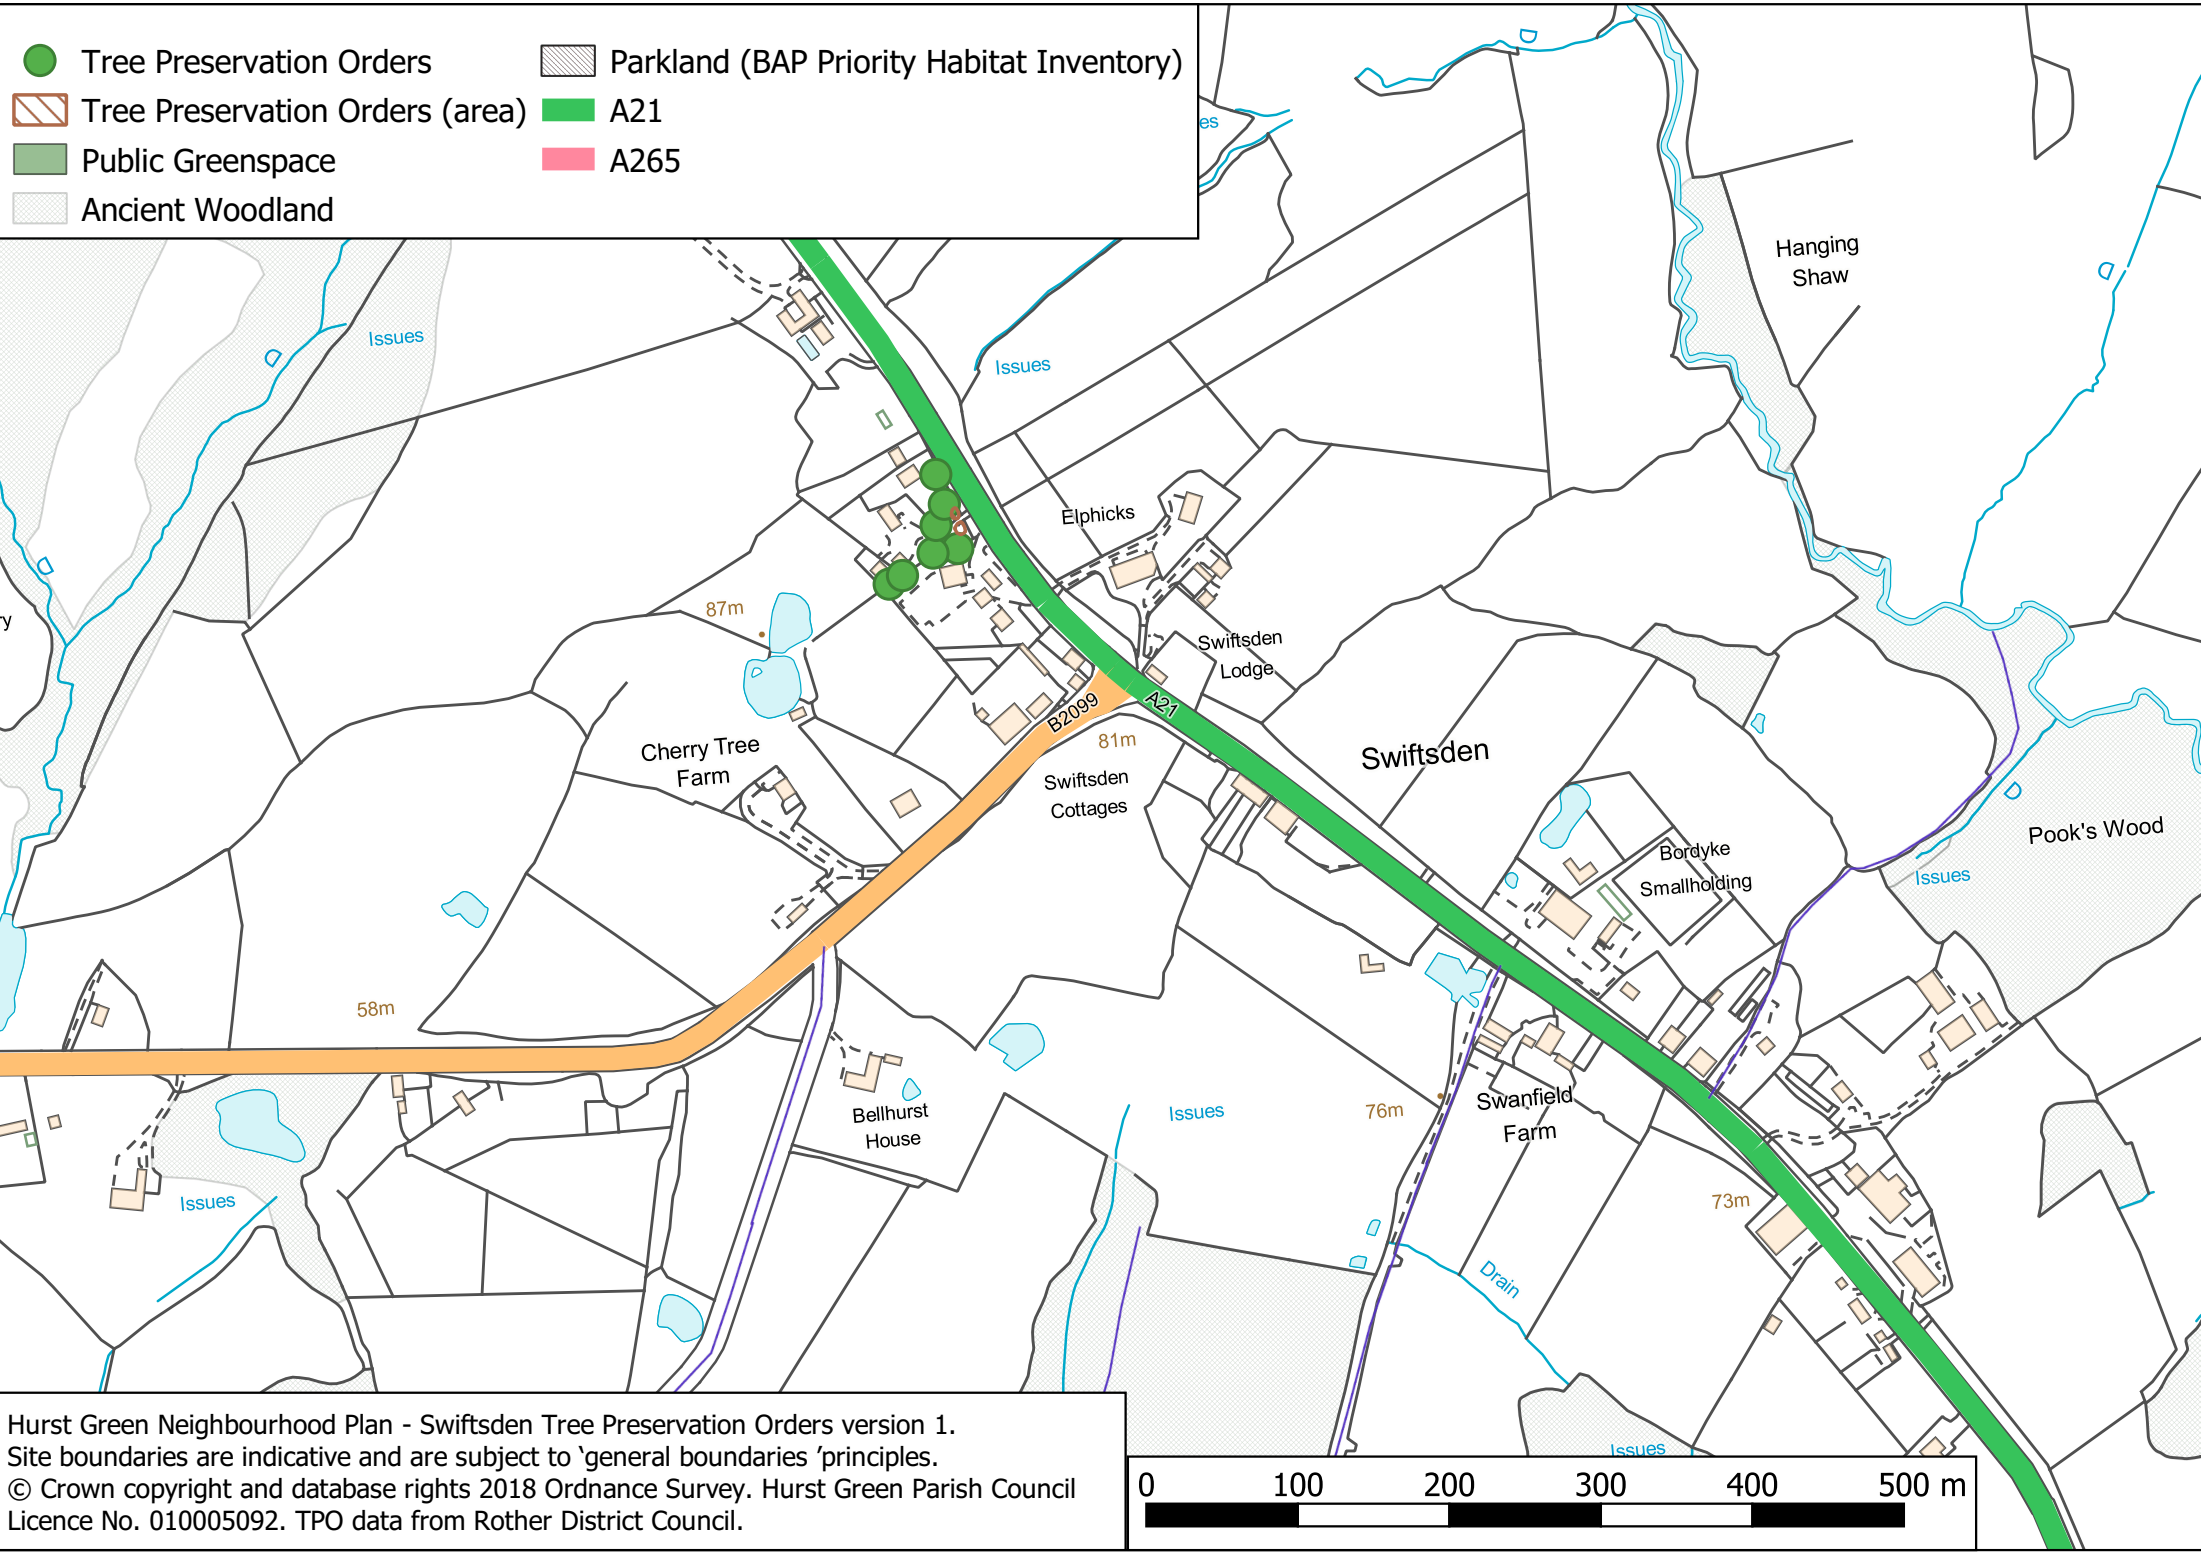 Tree Preservation Orders
Parkland (BAP Priority Habitat Inventory)
Tree Preservation Orders (area)
A21
Public Greenspace
A265
Ancient Woodland
D
Hanging
Shaw
D
Issues
D
Issues
Elphicks
D
87m
Swiftsden
Lodge
B2099
A21
81m
Cherry Tree
Farm
Swiftsden
Swiftsden
Cottages
D
Pook's Wood
Bordyke
Smallholding
Issues
58m
Bellhurst
House
Issues
76m
Swanfield
Farm
Issues
73m
Drain
Issues
Hurst Green Neighbourhood Plan - Swiftsden Tree Preservation Orders version 1.
Site boundaries are indicative and are subject to ‘general boundaries ’principles.
© Crown copyright and database rights 2018 Ordnance Survey. Hurst Green Parish Council
Licence No. 010005092. TPO data from Rother District Council.
0 100 200 300 400 500 m